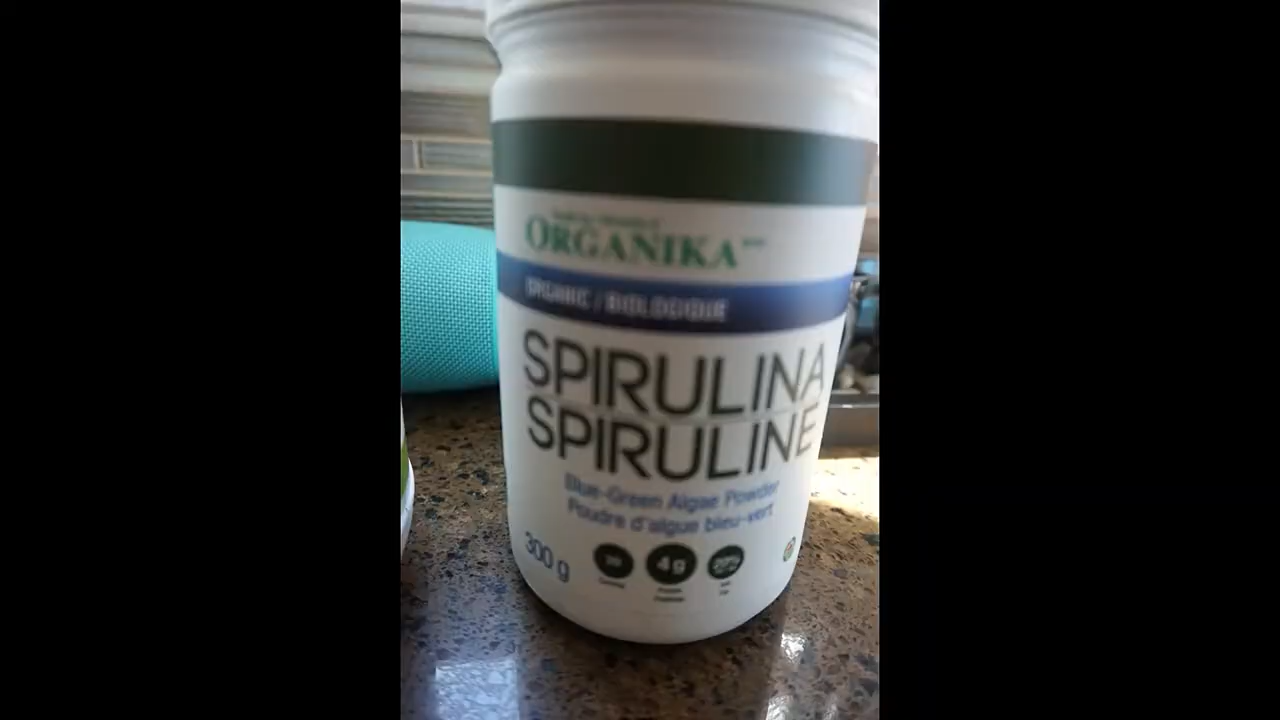 ORGANIKA
ORGANIC / BIOLOGIQUE
SPIRULINA
SPIRULINE
Blue-Green Algae Powder
Poudre d'algue bleu-vert
300 g
4g